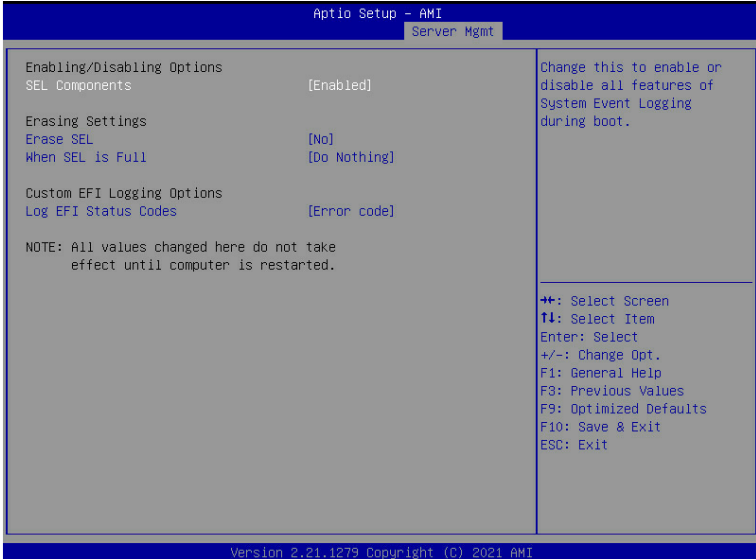 Aptio Setup – AMI
Server Mgmt
Enabling/Disabling Options
SEL Components [Enabled]
Erasing Settings
Erase SEL [No]
When SEL is Full [Do Nothing]
Custom EFI Logging Options
Log EFI Status Codes [Error code]
NOTE: All values changed here do not take
effect until computer is restarted.
Change this to enable or
disable all features of
System Event Logging
during boot.
→←: Select Screen
↑↓: Select Item
Enter: Select
+/-: Change Opt.
F1: General Help
F3: Previous Values
F9: Optimized Defaults
F10: Save & Exit
ESC: Exit
Version 2.21.1279 Copyright (C) 2021 AMI